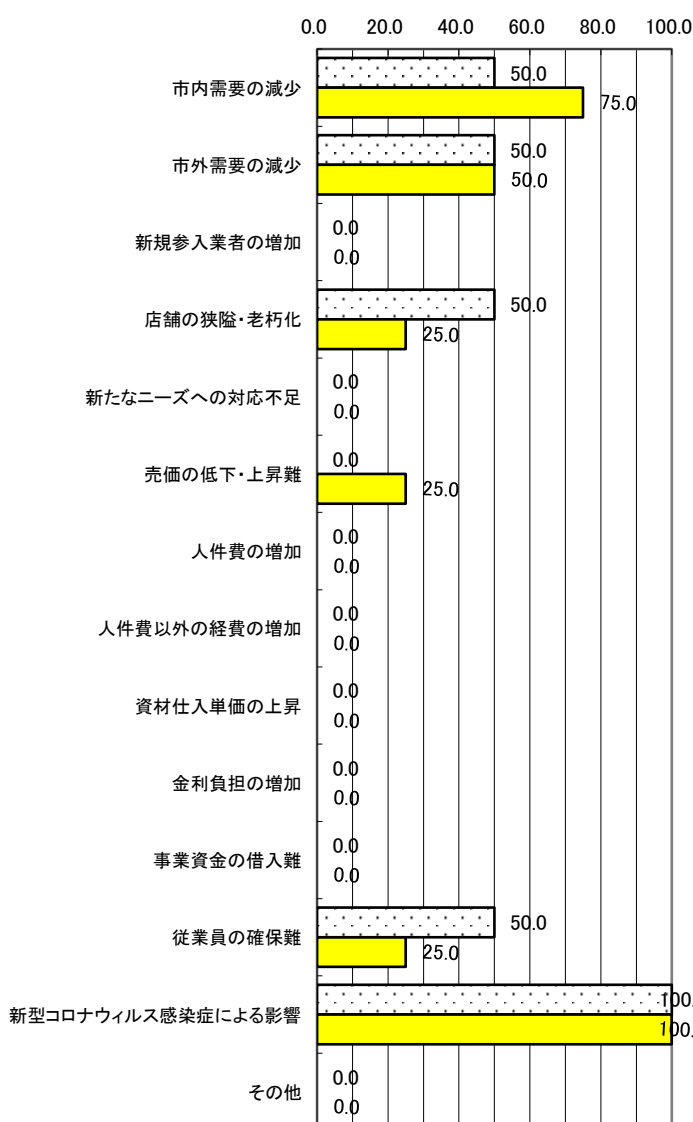 0.0 20.0 40.0 60.0 80.0 100.0
市内需要の減少
50.0
75.0
市外需要の減少
50.0
50.0
新規参入業者の増加
0.0
0.0
店舗の狭隘・老朽化
50.0
25.0
新たなニーズへの対応不足
0.0
0.0
売価の低下・上昇難
0.0
25.0
人件費の増加
0.0
0.0
人件費以外の経費の増加
0.0
0.0
資材仕入単価の上昇
0.0
0.0
金利負担の増加
0.0
0.0
事業資金の借入難
0.0
0.0
従業員の確保難
50.0
25.0
新型コロナウィルス感染症による影響
100.
100.
その他
0.0
0.0